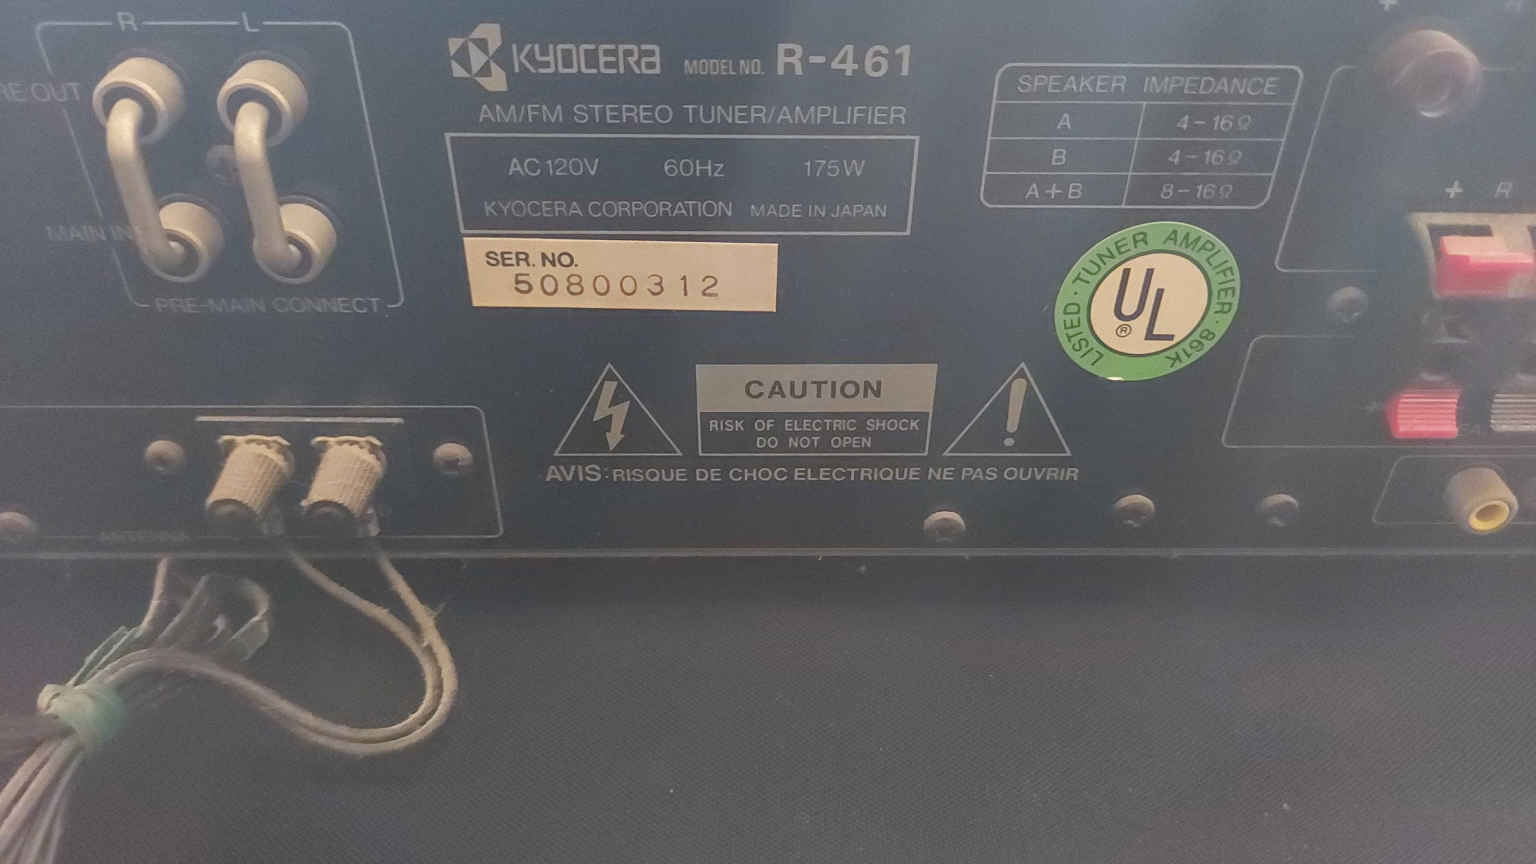 R L
RE OUT
MAIN IN
PRE-MAIN CONNECT
KYOCERA MODEL NO. R-461
AM/FM STEREO TUNER/AMPLIFIER
AC 120V 60Hz 175W
KYOCERA CORPORATION MADE IN JAPAN
SER. NO.
50800312
SPEAKER IMPEDANCE
A 4-16Ω
B 4-16Ω
A+B 8-16Ω
LISTED · TUNER AMPLIFIER · 861K
UL ®
+ R
CAUTION
RISK OF ELECTRIC SHOCK
DO NOT OPEN
AVIS: RISQUE DE CHOC ELECTRIQUE NE PAS OUVRIR
ANTENNA